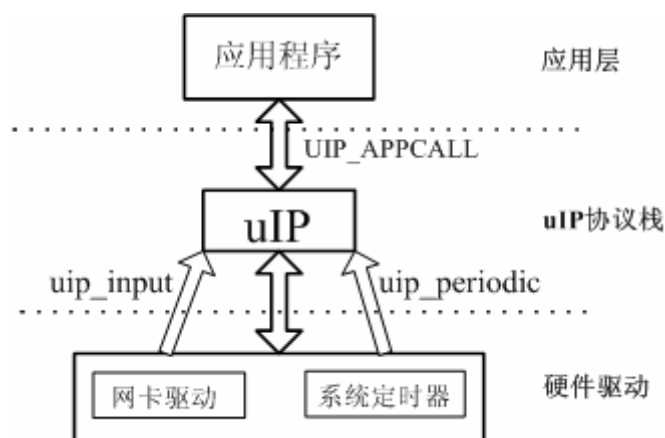 应用程序
应用层
UIP_APPCALL
uIP
uIP协议栈
uip_input
uip_periodic
网卡驱动
系统定时器
硬件驱动